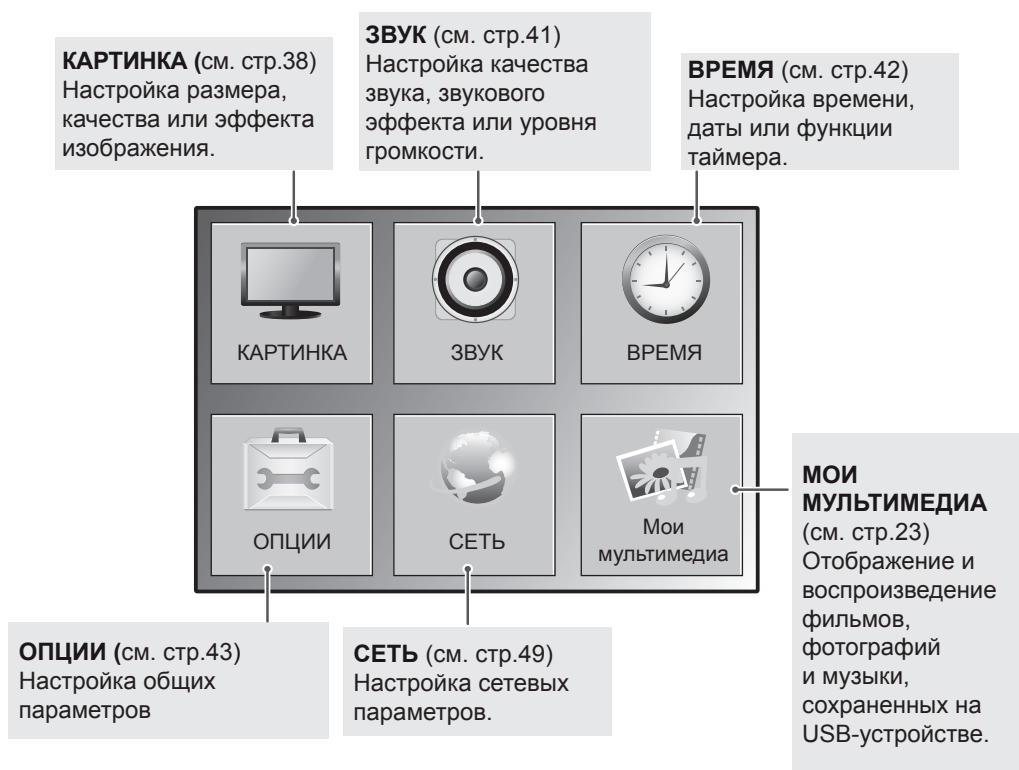 КАРТИНКА (см. стр.38)
Настройка размера,
качества или эффекта
изображения.
ЗВУК (см. стр.41)
Настройка качества
звука, звукового
эффекта или уровня
громкости.
ВРЕМЯ (см. стр.42)
Настройка времени,
даты или функции
таймера.
КАРТИНКА
ЗВУК
ВРЕМЯ
ОПЦИИ
СЕТЬ
Мои
мультимедиа
МОИ
МУЛЬТИМЕДИА
(см. стр.23)
Отображение и
воспроизведение
фильмов,
фотографий
и музыки,
сохраненных на
USB-устройстве.
ОПЦИИ (см. стр.43)
Настройка общих
параметров
СЕТЬ (см. стр.49)
Настройка сетевых
параметров.